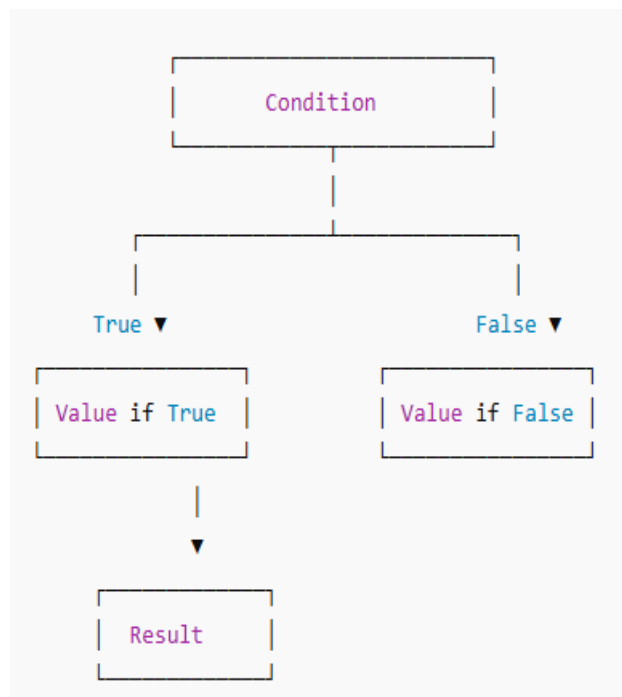 Condition
True ▼ False ▼
Value if True Value if False
▼
Result